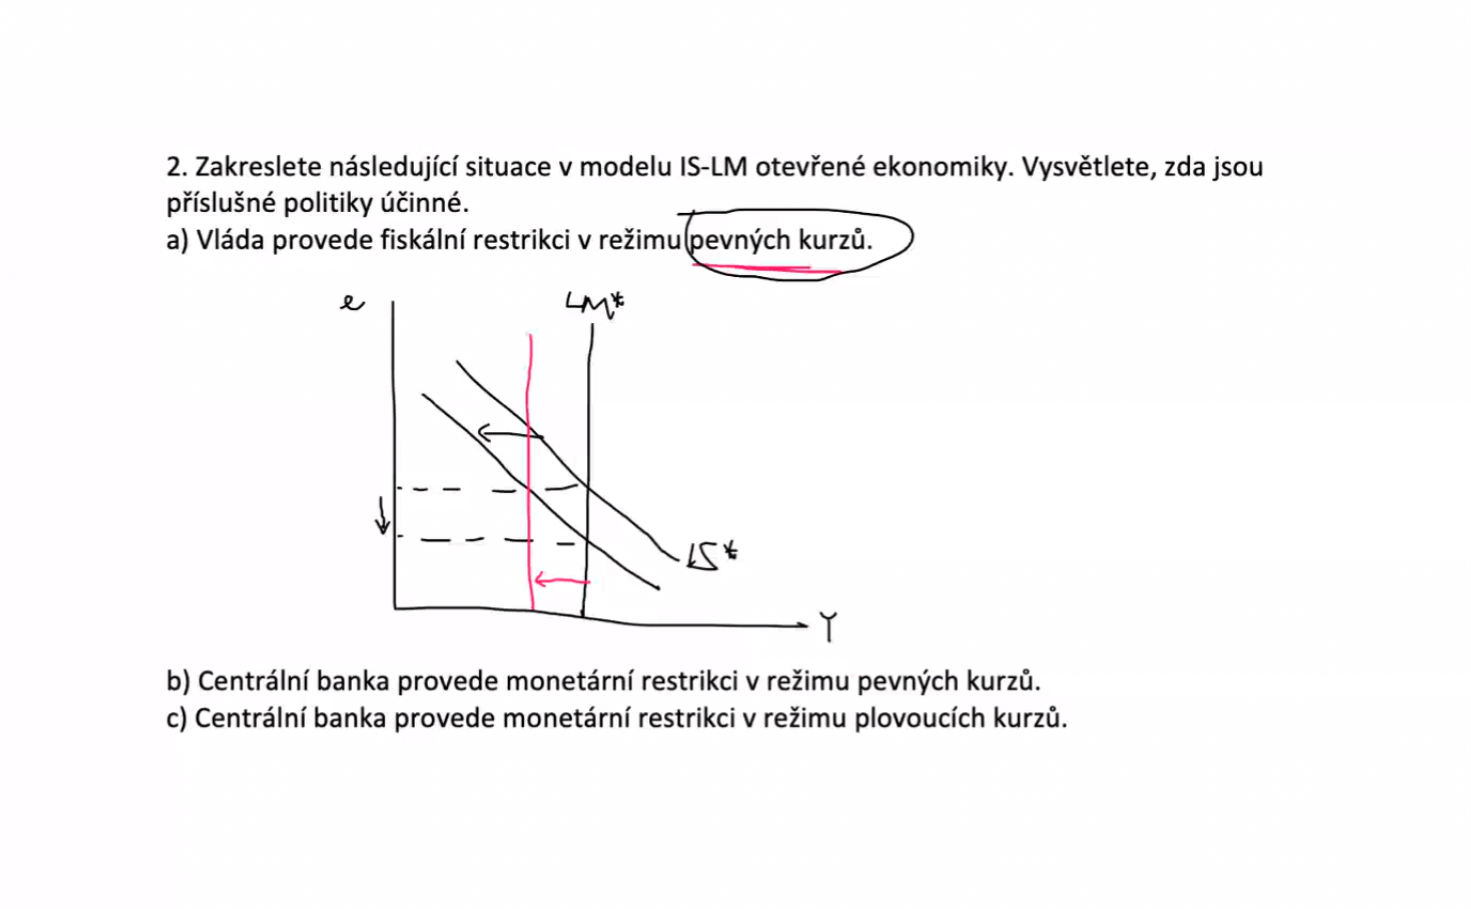 2. Zakreslete následující situace v modelu IS-LM otevřené ekonomiky. Vysvětlete, zda jsou
příslušné politiky účinné.
a) Vláda provede fiskální restrikci v režimu pevných kurzů.
e
LM*
IS*
Y
b) Centrální banka provede monetární restrikci v režimu pevných kurzů.
c) Centrální banka provede monetární restrikci v režimu plovoucích kurzů.